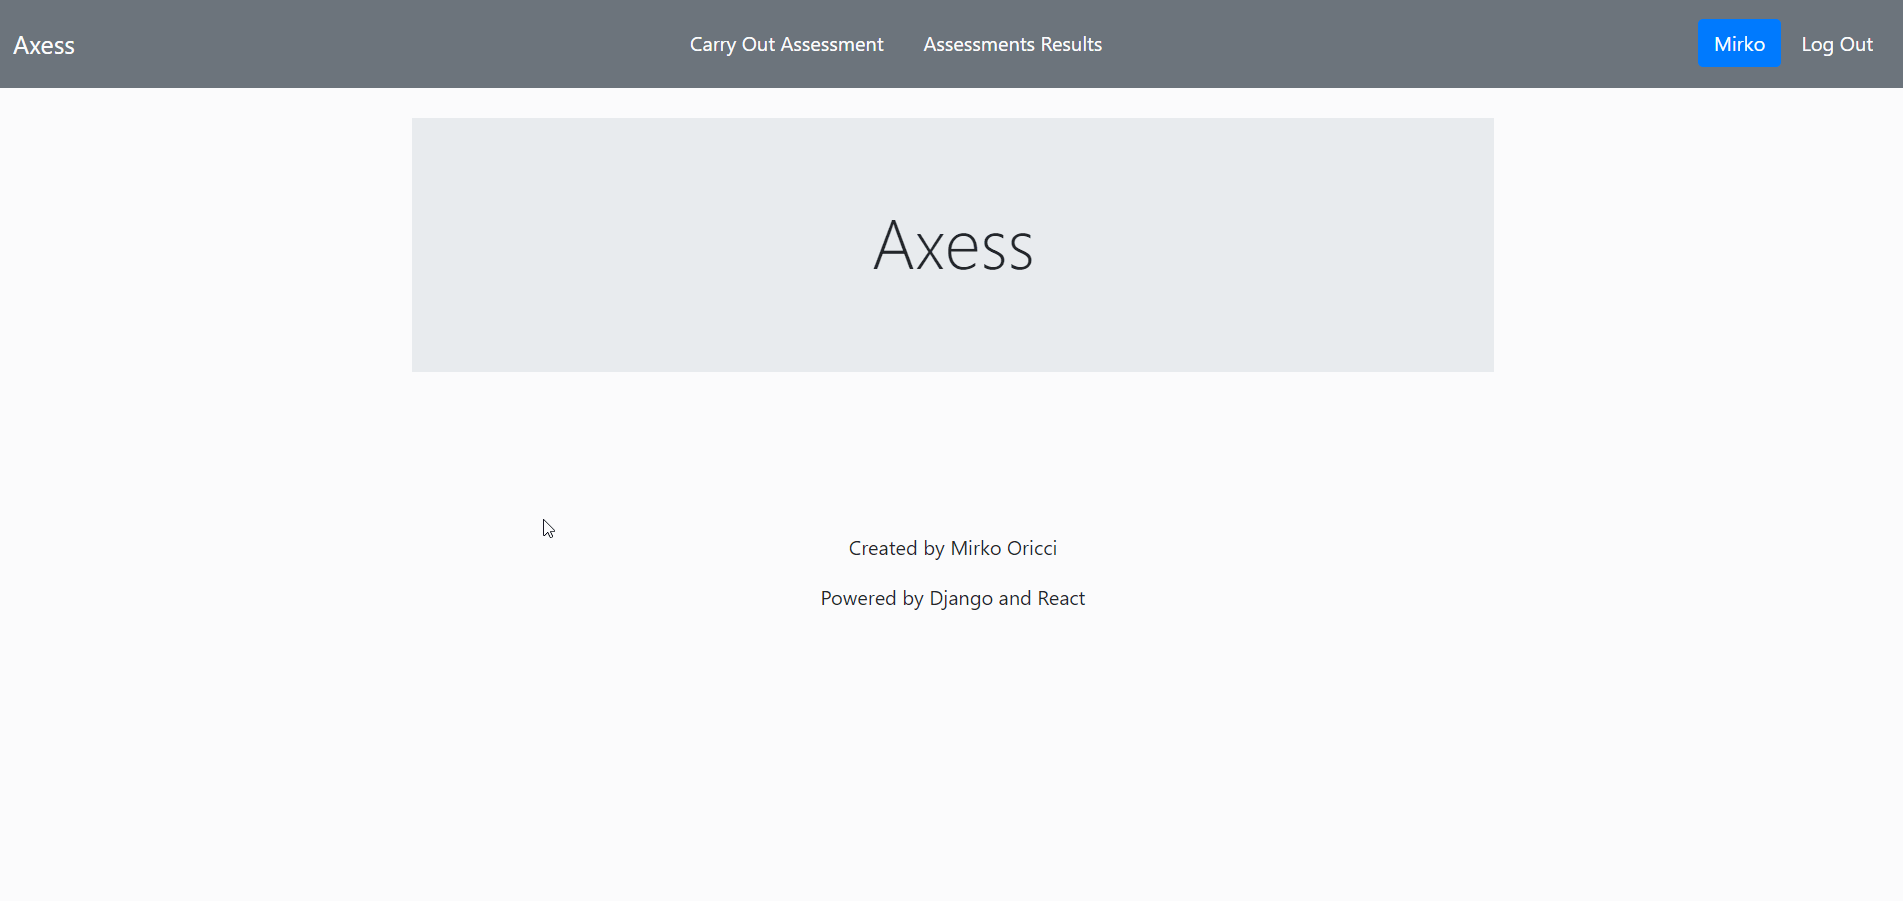 Axess
Carry Out Assessment
Assessments Results
Mirko
Log Out
Axess
Created by Mirko Oricci
Powered by Django and React